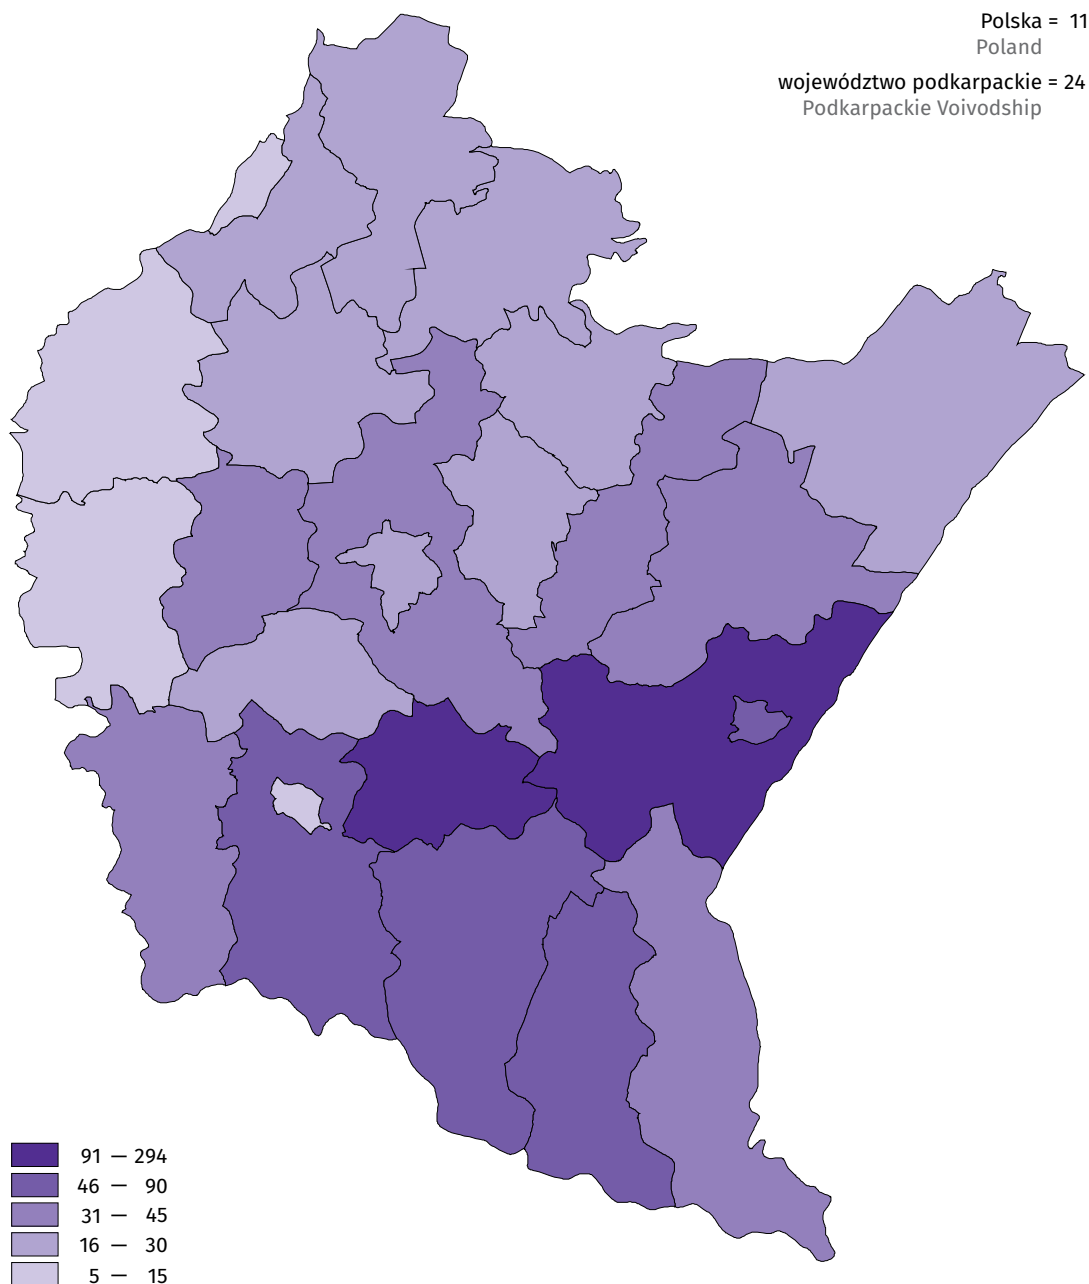 Polska = 11
Poland
województwo podkarpackie = 24
Podkarpackie Voivodship
91 – 294
46 – 90
31 – 45
16 – 30
5 – 15